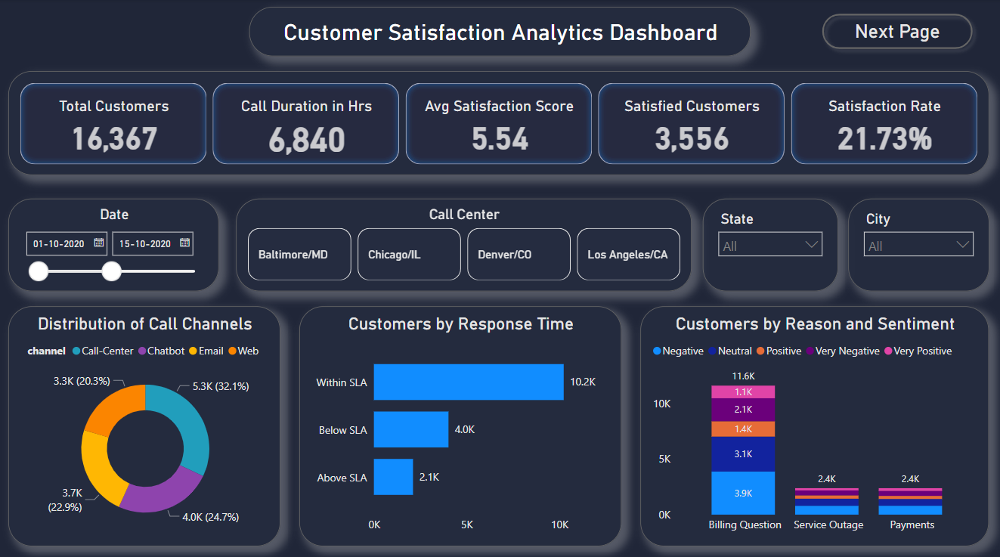 Customer Satisfaction Analytics Dashboard
Next Page
Total Customers
16,367
Call Duration in Hrs
6,840
Avg Satisfaction Score
5.54
Satisfied Customers
3,556
Satisfaction Rate
21.73%
Date
01-10-2020
15-10-2020
Call Center
Baltimore/MD
Chicago/IL
Denver/CO
Los Angeles/CA
State
All
City
All
Distribution of Call Channels
channel Call-Center Chatbot Email Web
3.3K (20.3%)
5.3K (32.1%)
3.7K
(22.9%)
4.0K (24.7%)
Customers by Response Time
Within SLA 10.2K
Below SLA 4.0K
Above SLA 2.1K
0K 5K 10K
Customers by Reason and Sentiment
Negative Neutral Positive Very Negative Very Positive
11.6K
1.1K
10K
2.1K
1.4K
3.1K
5K
2.4K 2.4K
3.9K
0K
Billing Question Service Outage Payments